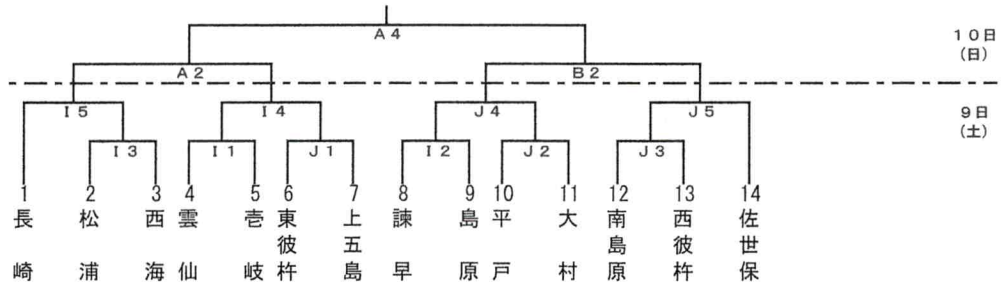 A4
10日
(日)
A2 B2
I5 I4 J4 J5
9日
(土)
I3 I1 J1 I2 J2 J3
1 2 3 4 5 6 7 8 9 10 11 12 13 14
長崎
松浦
西海
雲仙
壱岐
東彼杵
上五島
諫早
島原
平戸
大村
南島原
西彼杵
佐世保